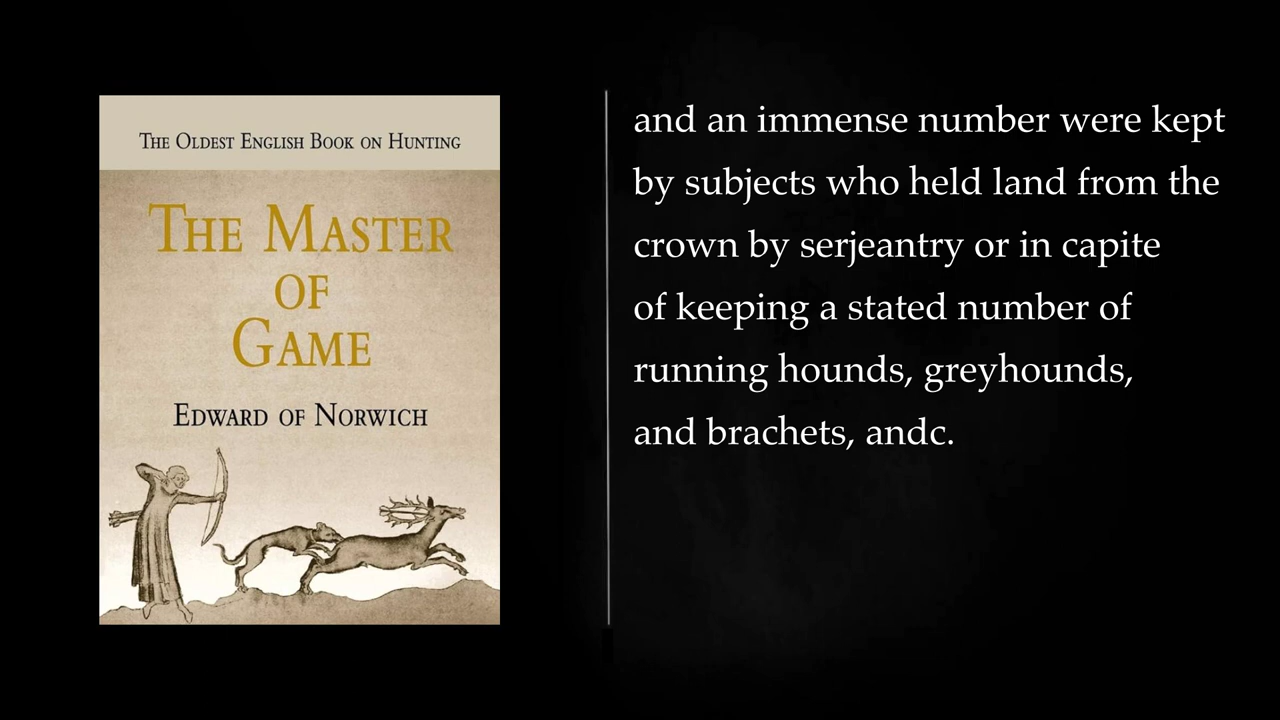 The Oldest English Book on Hunting
The Master
of
Game
Edward of Norwich
and an immense number were kept
by subjects who held land from the
crown by serjeantry or in capite
of keeping a stated number of
running hounds, greyhounds,
and brachets, andc.